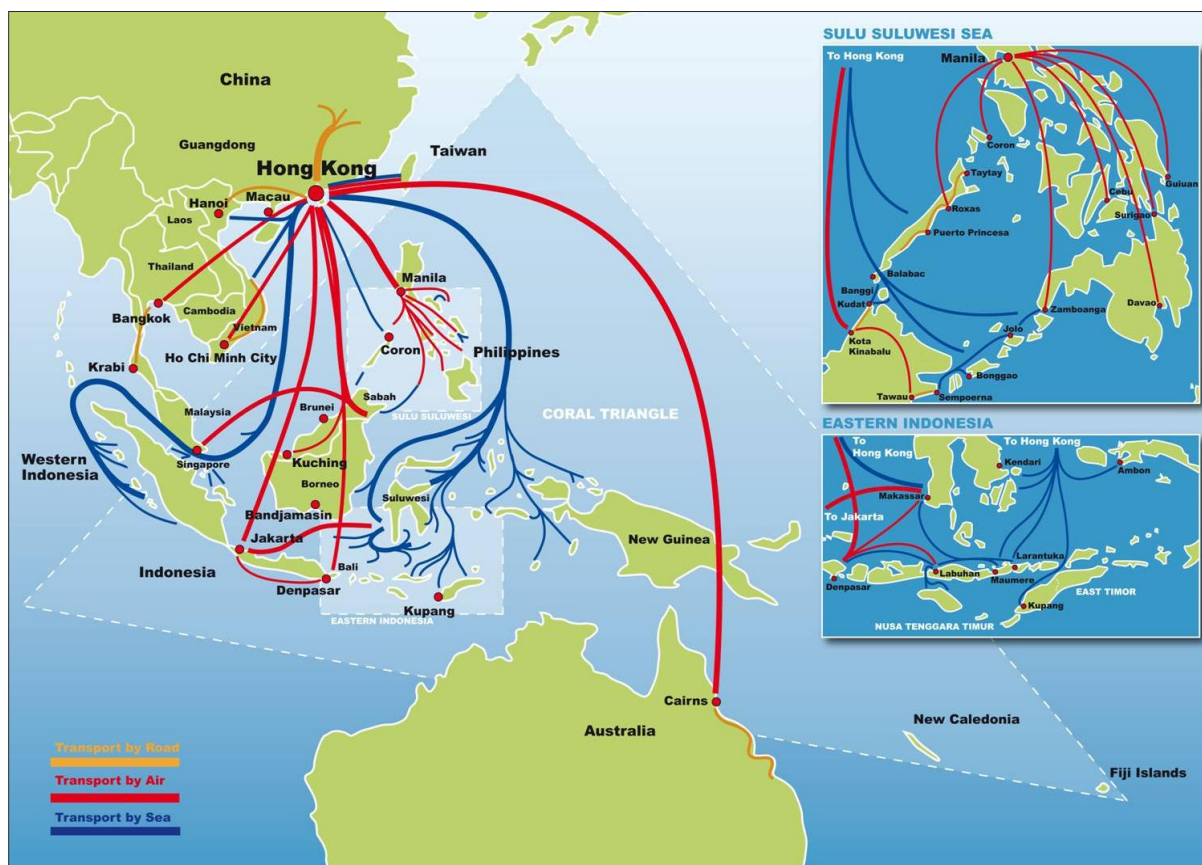 China
Guangdong
Hong Kong
Taiwan
Hanoi
Macau
Laos
Thailand
Manila
Bangkok
Cambodia
Vietnam
Ho Chi Minh City
Coron
Philippines
Krabi
Sabah
Malaysia
Brunei
SULU SULUWESI
CORAL TRIANGLE
Western
Indonesia
Singapore
Kuching
Borneo
Suluwesi
Bandjamasin
Jakarta
New Guinea
Indonesia
Bali
Denpasar
Kupang
EASTERN INDONESIA
Cairns
Australia
New Caledonia
Fiji Islands
Transport by Road
Transport by Air
Transport by Sea
SULU SULUWESI SEA
To Hong Kong
Manila
Coron
Taytay
Guiuan
Cebu
Roxas
Surigao
Puerto Princesa
Balabac
Banggi
Kudat
Zamboanga
Davao
Jolo
Kota
Kinabalu
Bonggao
Tawau
Sempoerna
EASTERN INDONESIA
To
Hong Kong
To Hong Kong
Kendari
Ambon
Makassar
To Jakarta
Larantuka
Labuhan
Maumere
Denpasar
EAST TIMOR
Kupang
NUSA TENGGARA TIMUR